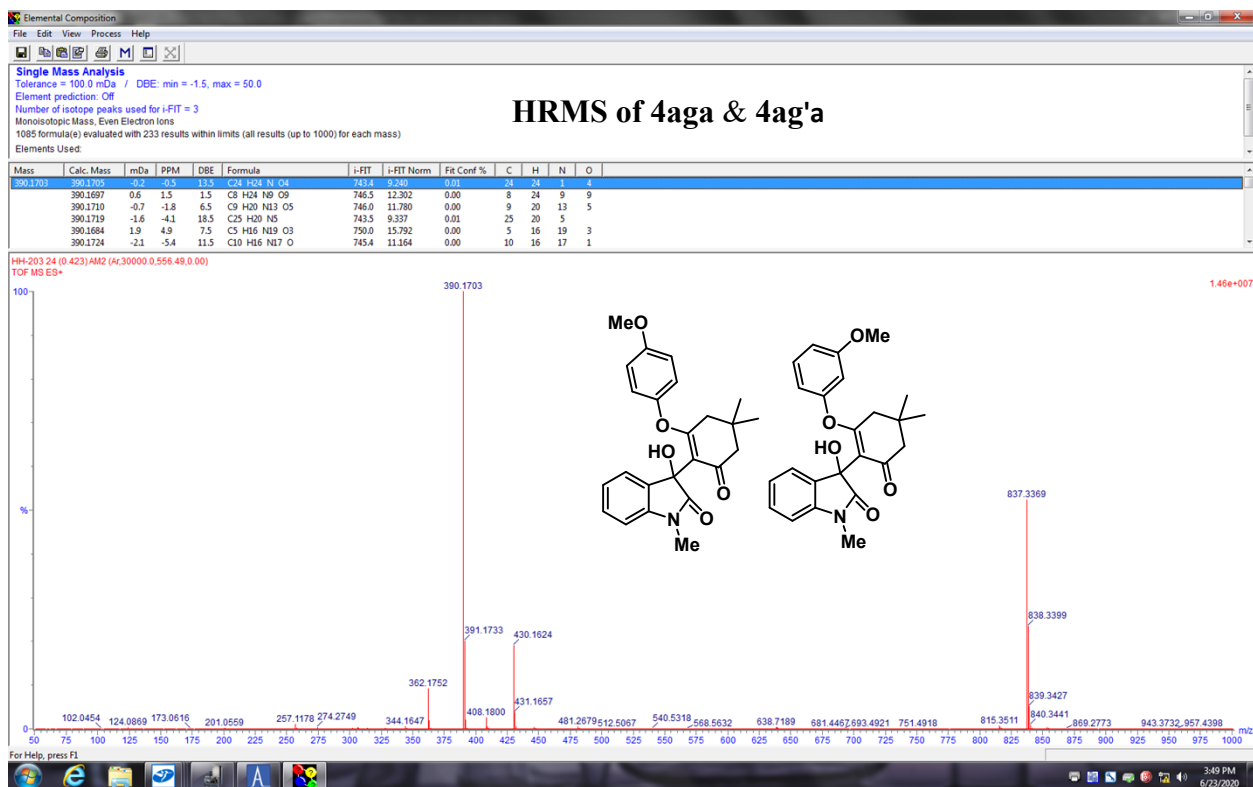 Elemental Composition
File Edit View Process Help
Single Mass Analysis
Tolerance = 100.0 mDa / DBE: min = -1.5, max = 50.0
Element prediction: Off
Number of isotope peaks used for i-FIT = 3
Monoisotopic Mass, Even Electron Ions
1085 formula(e) evaluated with 233 results within limits (all results (up to 1000) for each mass)
Elements Used:
HRMS of 4aga & 4ag'a
Mass Calc. Mass mDa PPM DBE Formula i-FIT i-FIT Norm Fit Conf % C H N O
390.1703 390.1705 -0.2 -0.5 13.5 C24 H24 N O4 743.4 9.240 0.01 24 24 1 4
390.1697 0.6 1.5 1.5 C8 H24 N9 O9 746.5 12.302 0.00 8 24 9 9
390.1710 -0.7 -1.8 6.5 C9 H20 N13 O5 746.0 11.780 0.00 9 20 13 5
390.1719 -1.6 -4.1 18.5 C25 H20 N5 743.5 9.337 0.01 25 20 5
390.1684 1.9 4.9 7.5 C5 H16 N19 O3 750.0 15.792 0.00 5 16 19 3
390.1724 -2.1 -5.4 11.5 C10 H16 N17 O 745.4 11.164 0.00 10 16 17 1
HH-203 24 (0.423) AM2 (Ar,30000.0,556.49,0.00)
TOF MS ES+
1.46e+007
100
%
0
390.1703
391.1733
430.1624
431.1657
362.1752
408.1800
102.0454
124.0869
173.0616
201.0559
257.1178
274.2749
344.1647
481.2679
512.5067
540.5318
568.5632
638.7189
681.4467
693.4921
751.4918
815.3511
837.3369
838.3399
839.3427
840.3441
869.2773
943.3732
957.4398
MeO
O
HO
O
O
N
Me
OMe
O
HO
O
O
N
Me
50 75 100 125 150 175 200 225 250 275 300 325 350 375 400 425 450 475 500 525 550 575 600 625 650 675 700 725 750 775 800 825 850 875 900 925 950 975 1000 m/z
For Help, press F1
3:49 PM
6/23/2020